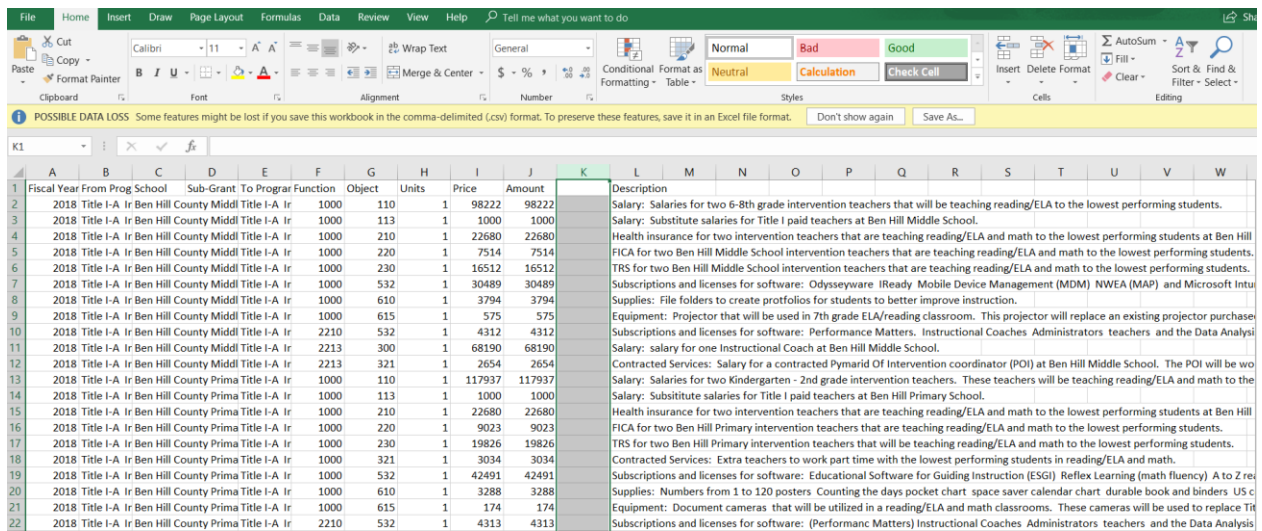 File Home Insert Draw Page Layout Formulas Data Review View Help Tell me what you want to do Sha
Cut Calibri 11 A A Wrap Text General Normal Bad Good AutoSum
Copy Fill
Paste Format Painter B I U A Merge & Center $ % , Conditional Format as Neutral Calculation Check Cell Insert Delete Format Clear Sort & Find &
Formatting Table Filter Select
Clipboard Font Alignment Number Styles Cells Editing
POSSIBLE DATA LOSS Some features might be lost if you save this workbook in the comma-delimited (.csv) format. To preserve these features, save it in an Excel file format. Don't show again Save As...
K1 fx
A B C D E F G H I J K L M N O P Q R S T U V W
1 Fiscal Year From Prog School Sub-Grant To Prograr Function Object Units Price Amount Description
2 2018 Title I-A Ir Ben Hill County Middl Title I-A Ir 1000 110 1 98222 98222 Salary: Salaries for two 6-8th grade intervention teachers that will be teaching reading/ELA to the lowest performing students.
3 2018 Title I-A Ir Ben Hill County Middl Title I-A Ir 1000 113 1 1000 1000 Salary: Substitute salaries for Title I paid teachers at Ben Hill Middle School.
4 2018 Title I-A Ir Ben Hill County Middl Title I-A Ir 1000 210 1 22680 22680 Health insurance for two intervention teachers that are teaching reading/ELA and math to the lowest performing students at Ben Hill
5 2018 Title I-A Ir Ben Hill County Middl Title I-A Ir 1000 220 1 7514 7514 FICA for two Ben Hill Middle School intervention teachers that are teaching reading/ELA and math to the lowest performing students.
6 2018 Title I-A Ir Ben Hill County Middl Title I-A Ir 1000 230 1 16512 16512 TRS for two Ben Hill Middle School intervention teachers that are teaching reading/ELA and math to the lowest performing students.
7 2018 Title I-A Ir Ben Hill County Middl Title I-A Ir 1000 532 1 30489 30489 Subscriptions and licenses for software: Odysseyware IReady Mobile Device Management (MDM) NWEA (MAP) and Microsoft Intu
8 2018 Title I-A Ir Ben Hill County Middl Title I-A Ir 1000 610 1 3794 3794 Supplies: File folders to create protfolios for students to better improve instruction.
9 2018 Title I-A Ir Ben Hill County Middl Title I-A Ir 1000 615 1 575 575 Equipment: Projector that will be used in 7th grade ELA/reading classroom. This projector will replace an existing projector purchase
10 2018 Title I-A Ir Ben Hill County Middl Title I-A Ir 2210 532 1 4312 4312 Subscriptions and licenses for software: Performance Matters. Instructional Coaches Administrators teachers and the Data Analysi
11 2018 Title I-A Ir Ben Hill County Middl Title I-A Ir 2213 300 1 68190 68190 Salary: salary for one Instructional Coach at Ben Hill Middle School.
12 2018 Title I-A Ir Ben Hill County Middl Title I-A Ir 2213 321 1 2654 2654 Contracted Services: Salary for a contracted Pymarid Of Intervention coordinator (POI) at Ben Hill Middle School. The POI will be wo
13 2018 Title I-A Ir Ben Hill County Prima Title I-A Ir 1000 110 1 117937 117937 Salary: Salaries for two Kindergarten - 2nd grade intervention teachers. These teachers will be teaching reading/ELA and math to the
14 2018 Title I-A Ir Ben Hill County Prima Title I-A Ir 1000 113 1 1000 1000 Salary: Subsititute salaries for Title I paid teachers at Ben Hill Primary School.
15 2018 Title I-A Ir Ben Hill County Prima Title I-A Ir 1000 210 1 22680 22680 Health insurance for two intervention teachers that are teaching reading/ELA and math to the lowest performing students at Ben Hill
16 2018 Title I-A Ir Ben Hill County Prima Title I-A Ir 1000 220 1 9023 9023 FICA for two Ben Hill Primary intervention teachers that are teaching reading/ELA and math to the lowest performing students.
17 2018 Title I-A Ir Ben Hill County Prima Title I-A Ir 1000 230 1 19826 19826 TRS for two Ben Hill Primary intervention teachers that will be teaching reading/ELA and math to the lowest performing students.
18 2018 Title I-A Ir Ben Hill County Prima Title I-A Ir 1000 321 1 3034 3034 Contracted Services: Extra teachers to work part time with the lowest performing students in reading/ELA and math.
19 2018 Title I-A Ir Ben Hill County Prima Title I-A Ir 1000 532 1 42491 42491 Subscriptions and licenses for software: Educational Software for Guiding Instruction (ESGI) Reflex Learning (math fluency) A to Z rea
20 2018 Title I-A Ir Ben Hill County Prima Title I-A Ir 1000 610 1 3288 3288 Supplies: Numbers from 1 to 120 posters Counting the days pocket chart space saver calendar chart durable book and binders US c
21 2018 Title I-A Ir Ben Hill County Prima Title I-A Ir 1000 615 1 174 174 Equipment: Document cameras that will be utilized in a reading/ELA and math classrooms. These cameras will be used to replace Tit
22 2018 Title I-A Ir Ben Hill County Prima Title I-A Ir 2210 532 1 4313 4313 Subscriptions and licenses for software: (Performanc Matters) Instructional Coaches Administrators teachers and the Data Analysis